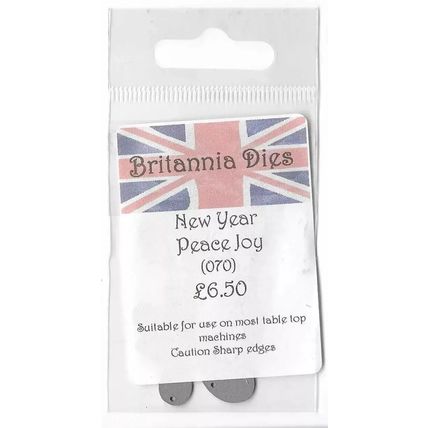 Britannia Dies
New Year
Peace Joy
(070)
£6.50
Suitable for use on most table top
machines
Caution Sharp edges